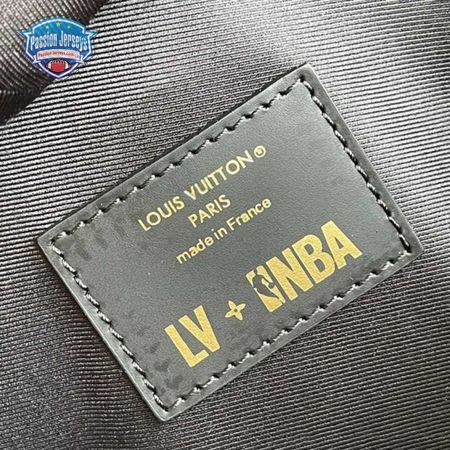 Passion Jerseys
LOUIS VUITTON®
PARIS
made in France
LV + NBA